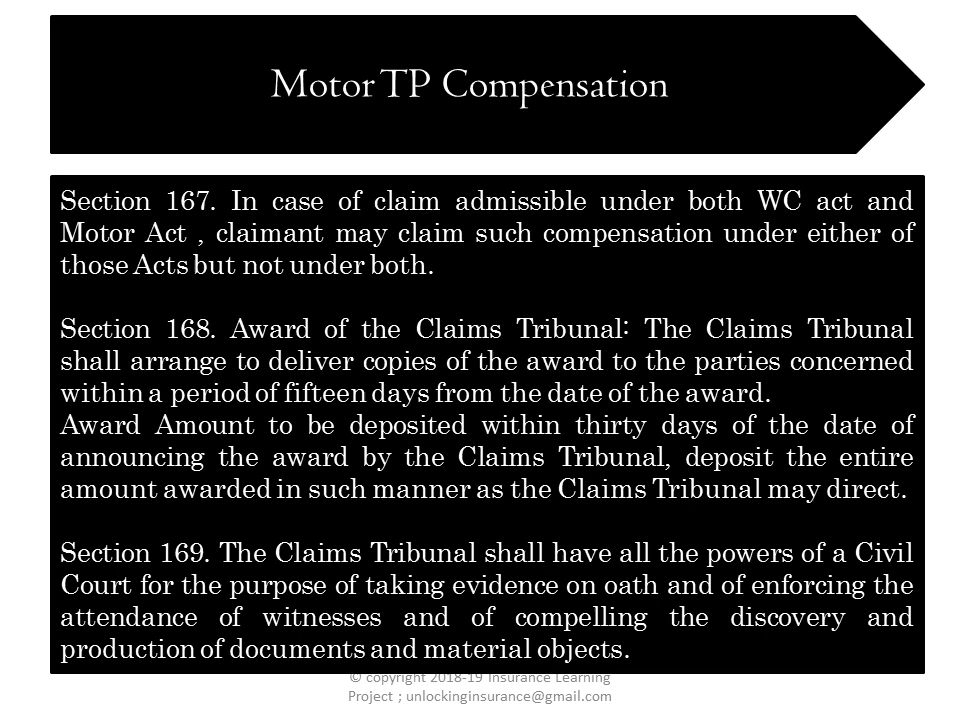 Motor TP Compensation
Section 167. In case of claim admissible under both WC act and
Motor Act , claimant may claim such compensation under either of
those Acts but not under both.
Section 168. Award of the Claims Tribunal: The Claims Tribunal
shall arrange to deliver copies of the award to the parties concerned
within a period of fifteen days from the date of the award.
Award Amount to be deposited within thirty days of the date of
announcing the award by the Claims Tribunal, deposit the entire
amount awarded in such manner as the Claims Tribunal may direct.
Section 169. The Claims Tribunal shall have all the powers of a Civil
Court for the purpose of taking evidence on oath and of enforcing the
attendance of witnesses and of compelling the discovery and
production of documents and material objects.
© copyright 2018-19 Insurance Learning
Project ; unlockinginsurance@gmail.com